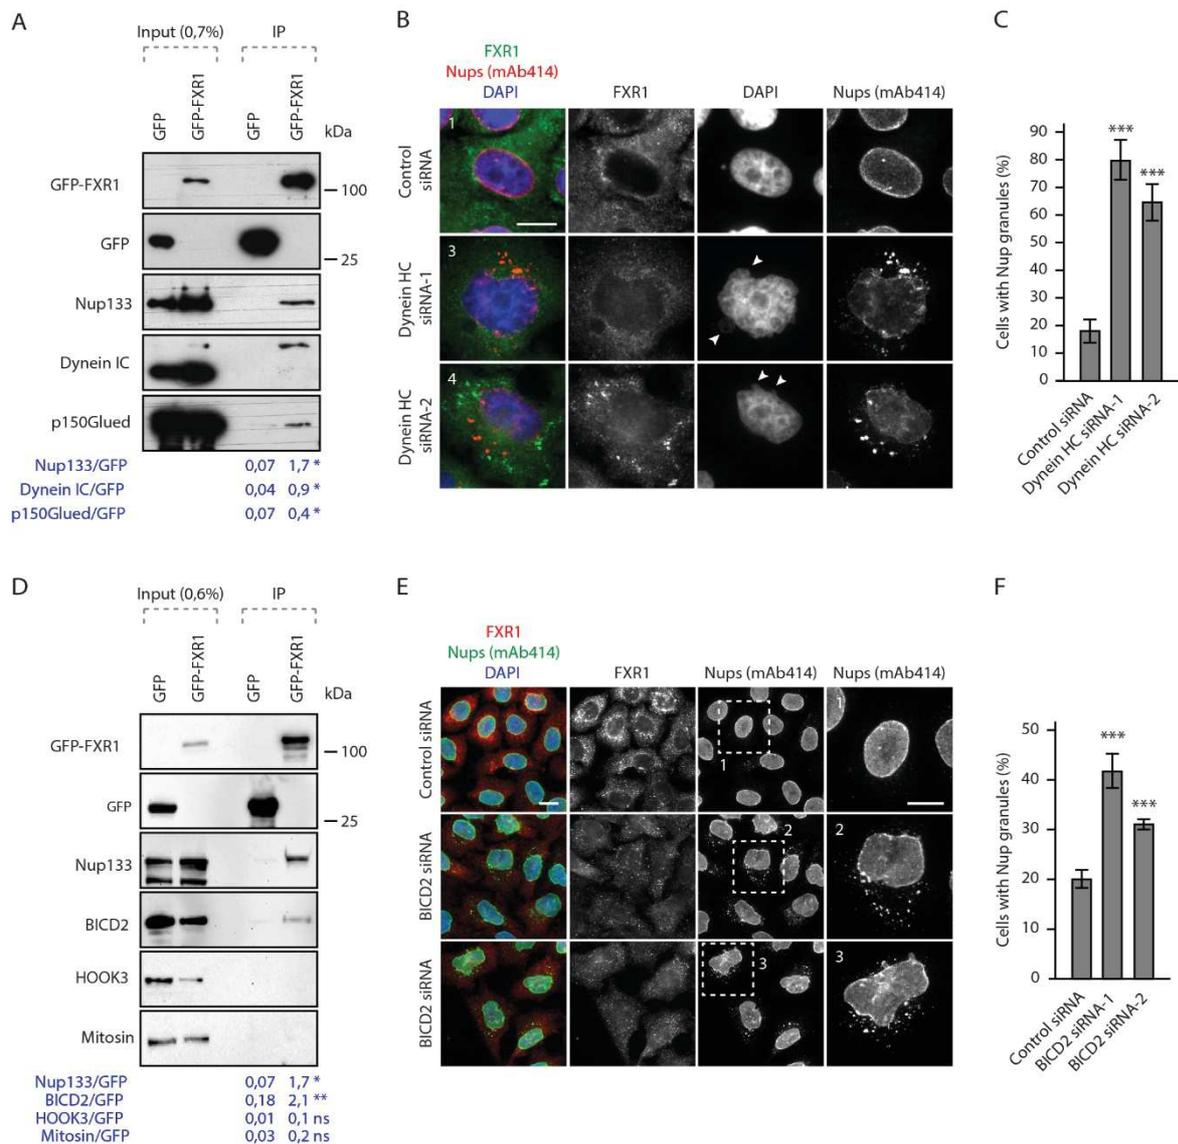 A
Input (0,7%)
IP
GFP
GFP-FXR1
GFP
GFP-FXR1
kDa
GFP-FXR1
100
GFP
25
Nup133
Dynein IC
p150Glued
Nup133/GFP 0,07 1,7 *
Dynein IC/GFP 0,04 0,9 *
p150Glued/GFP 0,07 0,4 *
B
FXR1
Nups (mAb414)
DAPI
FXR1
DAPI
Nups (mAb414)
Control
siRNA
1
Dynein HC
siRNA-1
3
Dynein HC
siRNA-2
4
C
Cells with Nup granules (%)
90
80
70
60
50
40
30
20
10
0
***
***
Control siRNA
Dynein HC siRNA-1
Dynein HC siRNA-2
D
Input (0,6%)
IP
GFP
GFP-FXR1
GFP
GFP-FXR1
kDa
GFP-FXR1
100
GFP
25
Nup133
BICD2
HOOK3
Mitosin
Nup133/GFP 0,07 1,7 *
BICD2/GFP 0,18 2,1 **
HOOK3/GFP 0,01 0,1 ns
Mitosin/GFP 0,03 0,2 ns
E
FXR1
Nups (mAb414)
DAPI
FXR1
Nups (mAb414)
Nups (mAb414)
Control siRNA
1
1
BICD2 siRNA
2
2
BICD2 siRNA
3
3
F
Cells with Nup granules (%)
50
40
30
20
10
0
***
***
Control siRNA
BICD2 siRNA-1
BICD2 siRNA-2